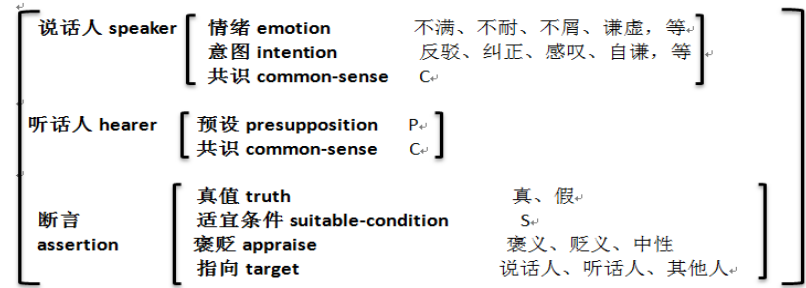 说话人 speaker 情绪 emotion 不满、不耐、不屑、谦虚，等
意图 intention 反驳、纠正、感叹、自谦，等
共识 common-sense C
听话人 hearer 预设 presupposition P
共识 common-sense C
真值 truth 真、假
断言 适宜条件 suitable-condition S
assertion 褒贬 appraise 褒义、贬义、中性
指向 target 说话人、听话人、其他人